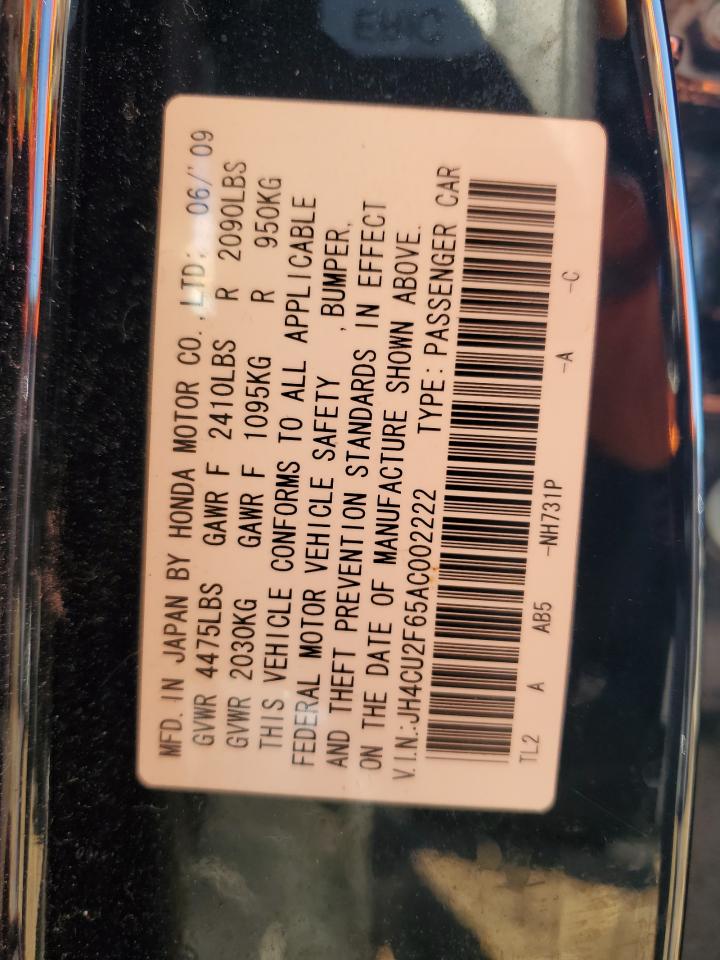 MFD. IN JAPAN BY HONDA MOTOR CO., LTD: 06/'09
GVWR 4475LBS GAWR F 2410LBS R 2090LBS
GVWR 2030KG GAWR F 1095KG R 950KG
THIS VEHICLE CONFORMS TO ALL APPLICABLE
FEDERAL MOTOR VEHICLE SAFETY , BUMPER,
AND THEFT PREVENTION STANDARDS IN EFFECT
ON THE DATE OF MANUFACTURE SHOWN ABOVE.
V.I.N.:JH4CU2F65AC002222 TYPE:PASSENGER CAR
TL2 A AB5 -NH731P -A -C